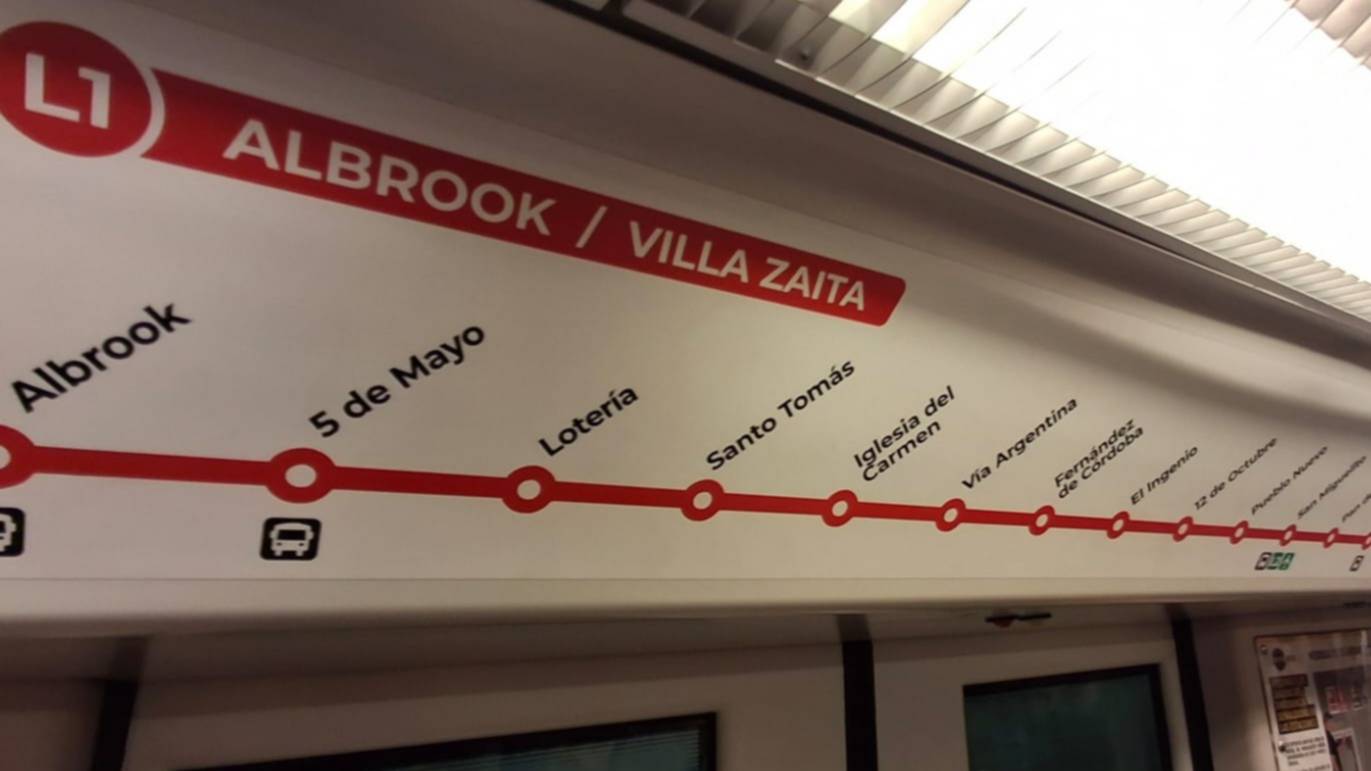 L1
ALBROOK / VILLA ZAITA
Albrook
5 de Mayo
Lotería
Santo Tomás
Iglesia del
Carmen
Vía Argentina
Fernández
de Córdoba
El Ingenio
12 de Octubre
Pueblo Nuevo
San Miguelito